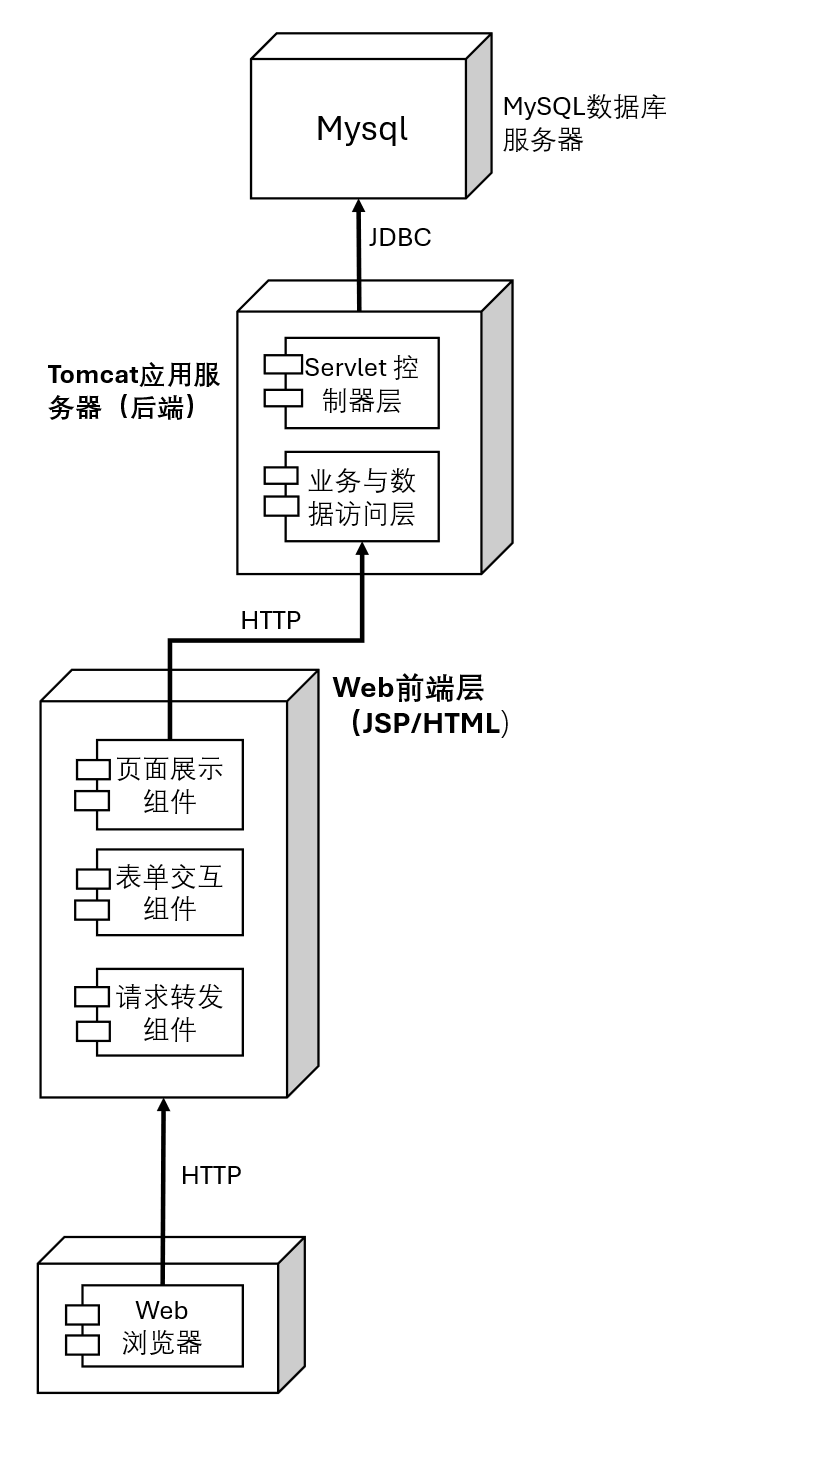 Mysql
MySQL数据库
服务器
JDBC
Tomcat应用服
务器（后端）
Servlet 控
制器层
业务与数
据访问层
HTTP
Web前端层
（JSP/HTML）
页面展示
组件
表单交互
组件
请求转发
组件
HTTP
Web
浏览器